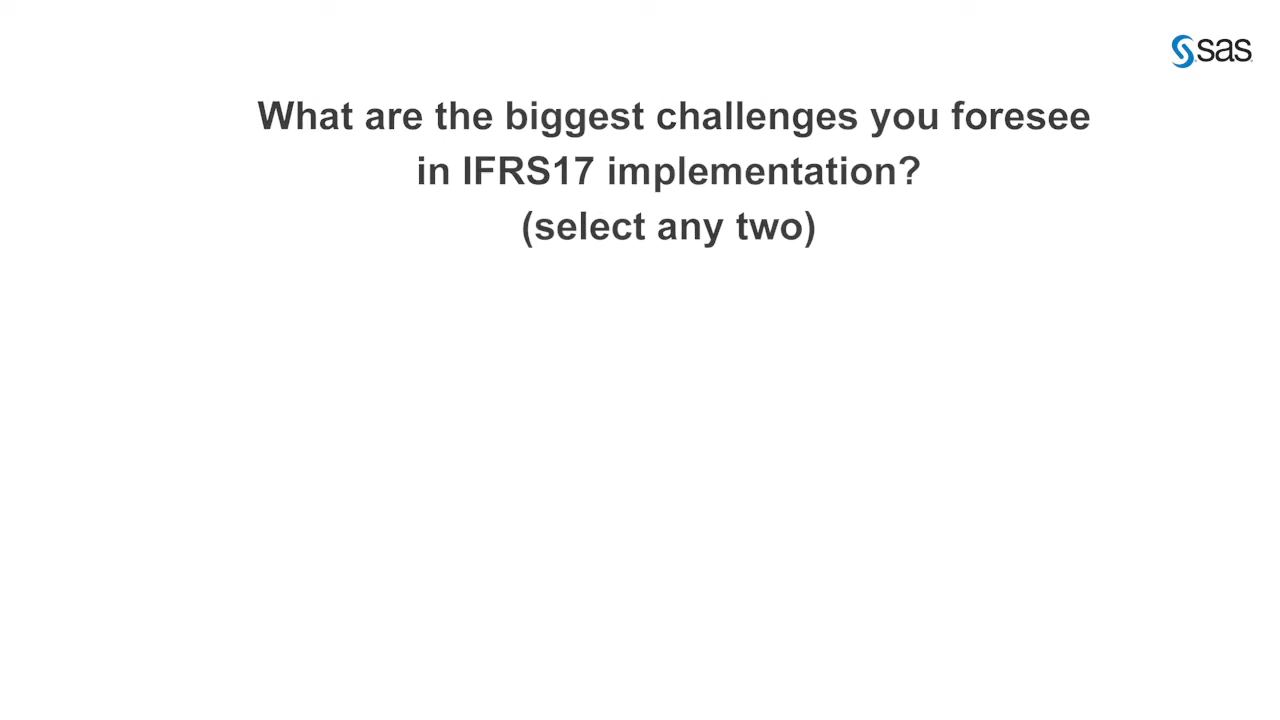 sas
What are the biggest challenges you foresee
in IFRS17 implementation?
(select any two)